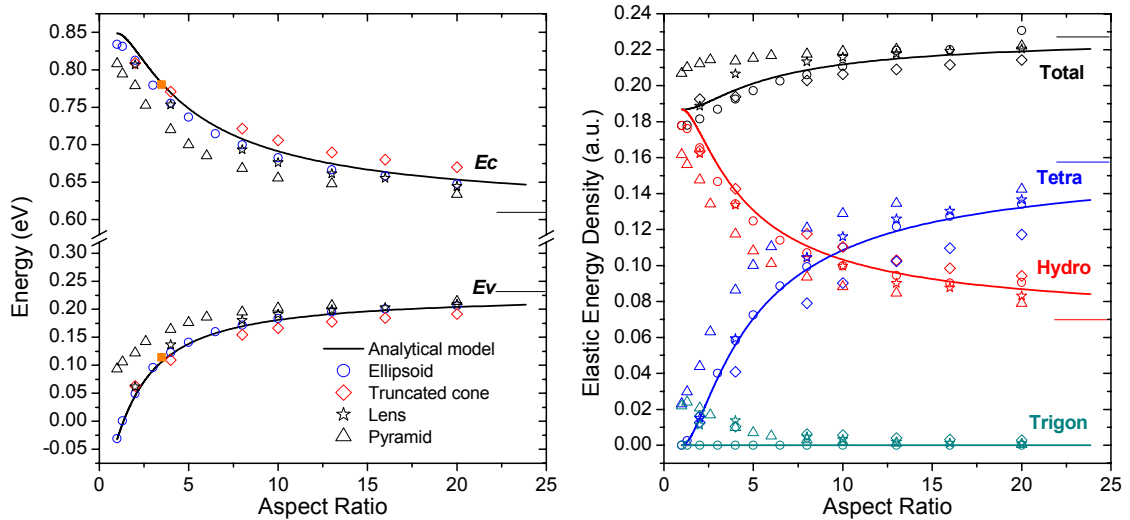 0.85
0.80
0.75
0.70
0.65
0.60
0.20
0.15
0.10
0.05
0.00
-0.05
Energy (eV)
Ec
Ev
Analytical model
Ellipsoid
Truncated cone
Lens
Pyramid
0 5 10 15 20 25
Aspect Ratio
0.24
0.22
0.20
0.18
0.16
0.14
0.12
0.10
0.08
0.06
0.04
0.02
0.00
Elastic Energy Density (a.u.)
Total
Tetra
Hydro
Trigon
0 5 10 15 20 25
Aspect Ratio